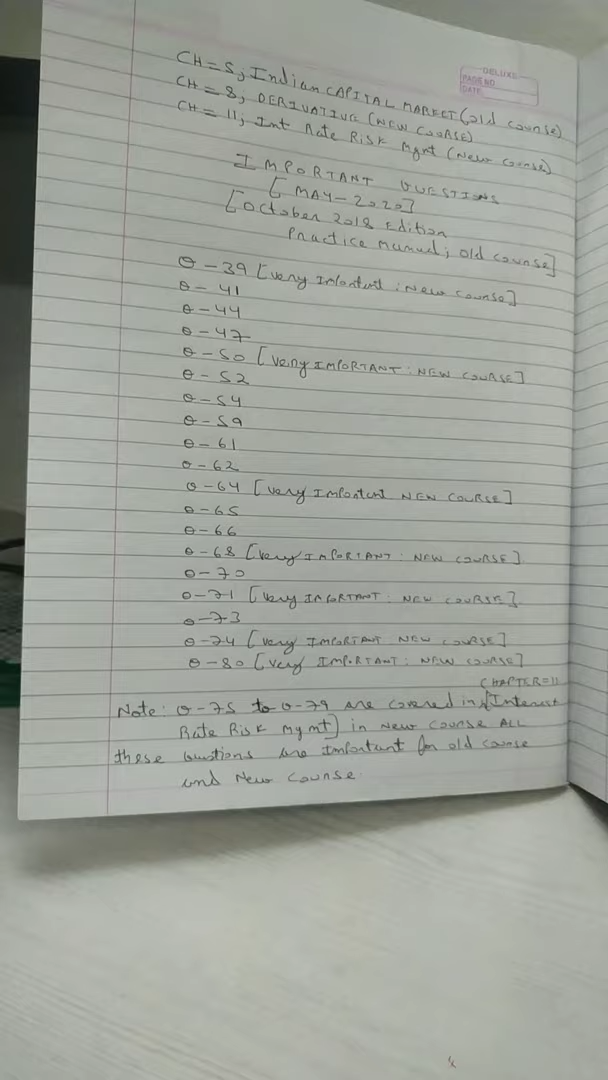 DELUXE
PAGE NO
DATE
CH=5; Indian CAPITAL MARKET (old course)
CH=8; DERIVATIVE (NEW COURSE)
CH=11; Int Rate Risk Mgmt (New course)
IMPORTANT QUESTIONS
[MAY-2020]
[October 2018 Edition
Practice Manual; old course]
Q-39 [very Important : New course]
Q-41
Q-44
Q-47
Q-50 [very IMPORTANT : NEW COURSE]
Q-52
Q-54
Q-59
Q-61
Q-62
Q-64 [very Important NEW COURSE]
Q-65
Q-66
Q-68 [very IMPORTANT : NEW COURSE]
Q-70
Q-71 [very IMPORTANT : NEW COURSE]
Q-73
Q-74 [very IMPORTANT NEW COURSE]
Q-80 [very IMPORTANT : NEW COURSE]
CHAPTER=11
Note: Q-75 to Q-79 are covered in [Interest
Rate Risk Mgmt] in New course ALL
these Questions are Important for old course
and New Course.